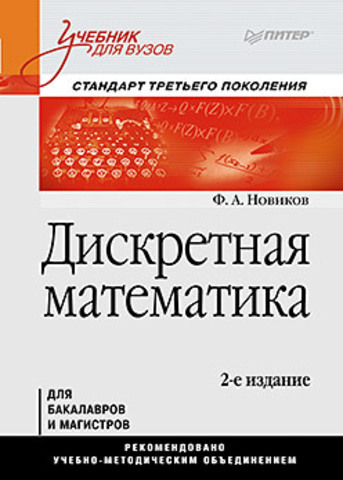 Учебник
для вузов
ПИТЕР
СТАНДАРТ ТРЕТЬЕГО ПОКОЛЕНИЯ
Ф. А. Новиков
Дискретная
математика
2-е издание
ДЛЯ
БАКАЛАВРОВ
И МАГИСТРОВ
РЕКОМЕНДОВАНО
УЧЕБНО-МЕТОДИЧЕСКИМ ОБЪЕДИНЕНИЕМ